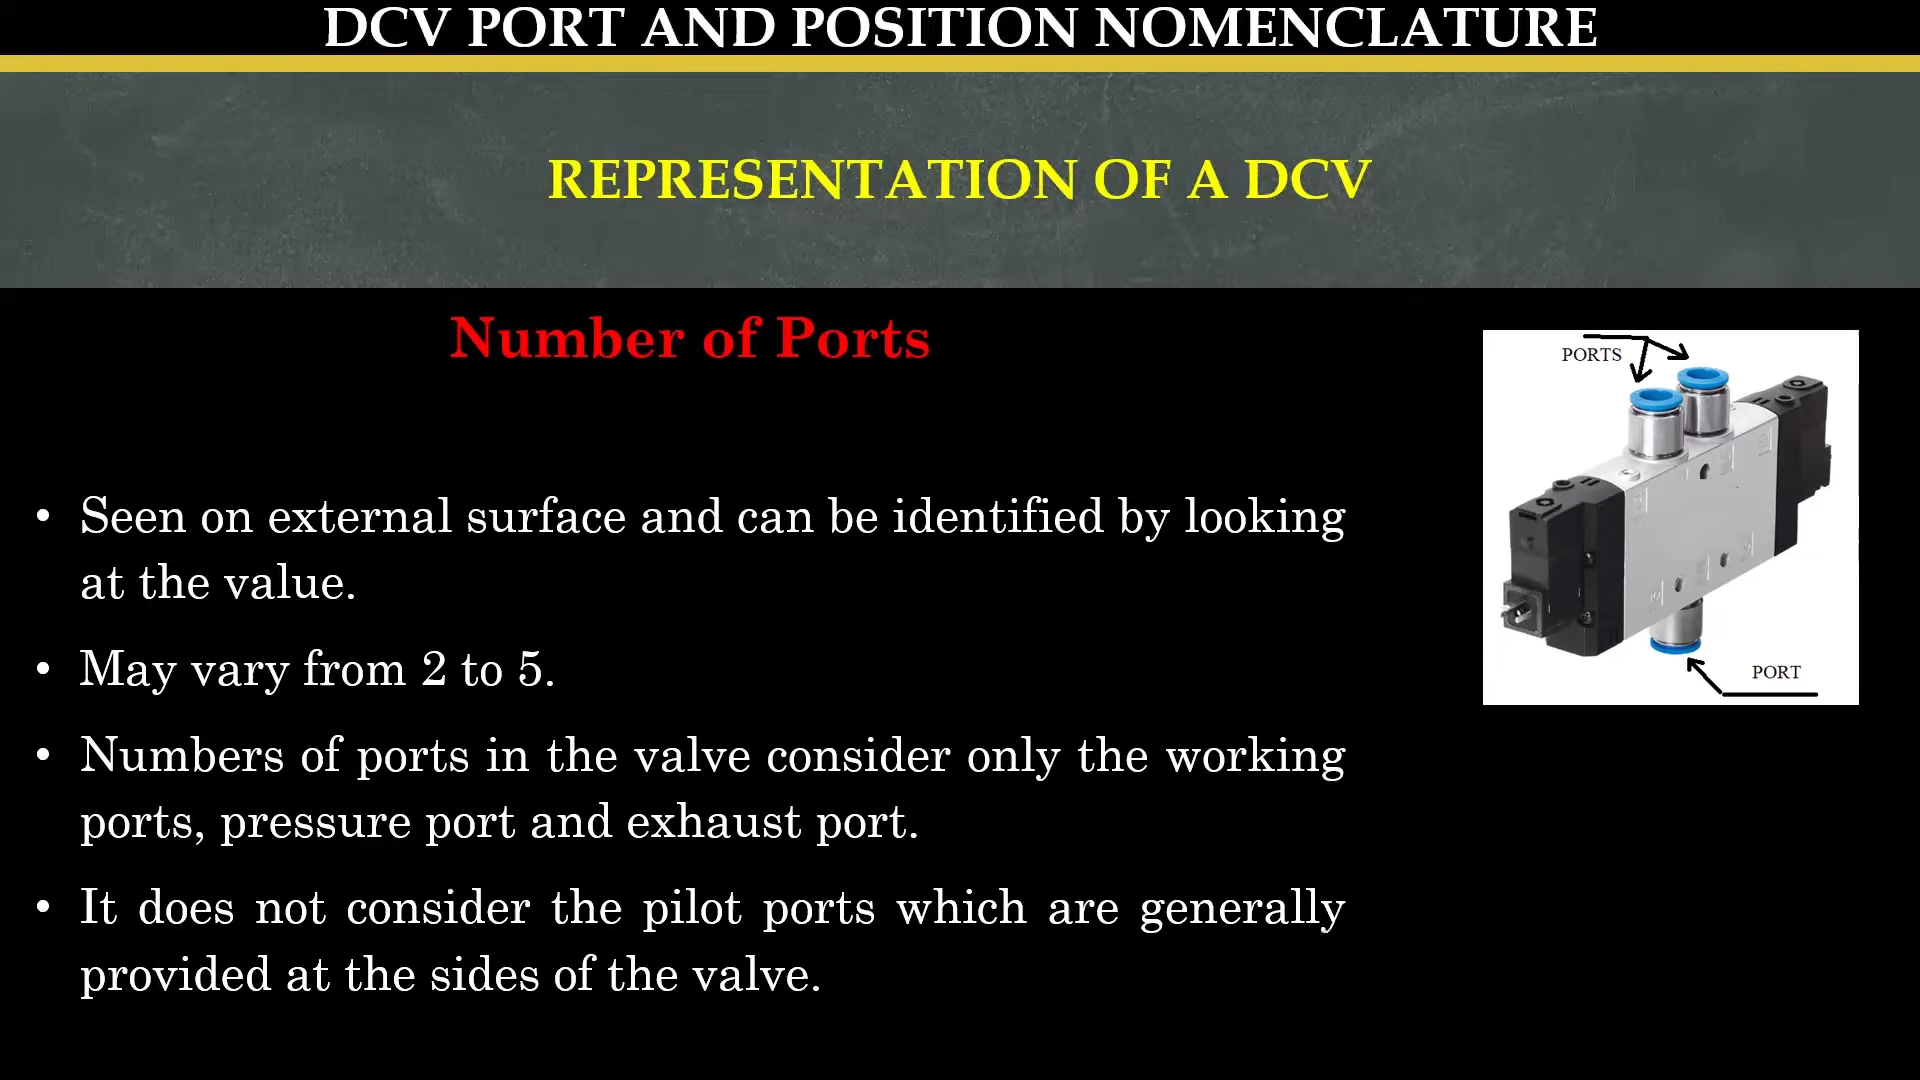 DCV PORT AND POSITION NOMENCLATURE
REPRESENTATION OF A DCV
Number of Ports
PORTS
• Seen on external surface and can be identified by looking
at the value.
• May vary from 2 to 5.
PORT
• Numbers of ports in the valve consider only the working
ports, pressure port and exhaust port.
• It does not consider the pilot ports which are generally
provided at the sides of the valve.